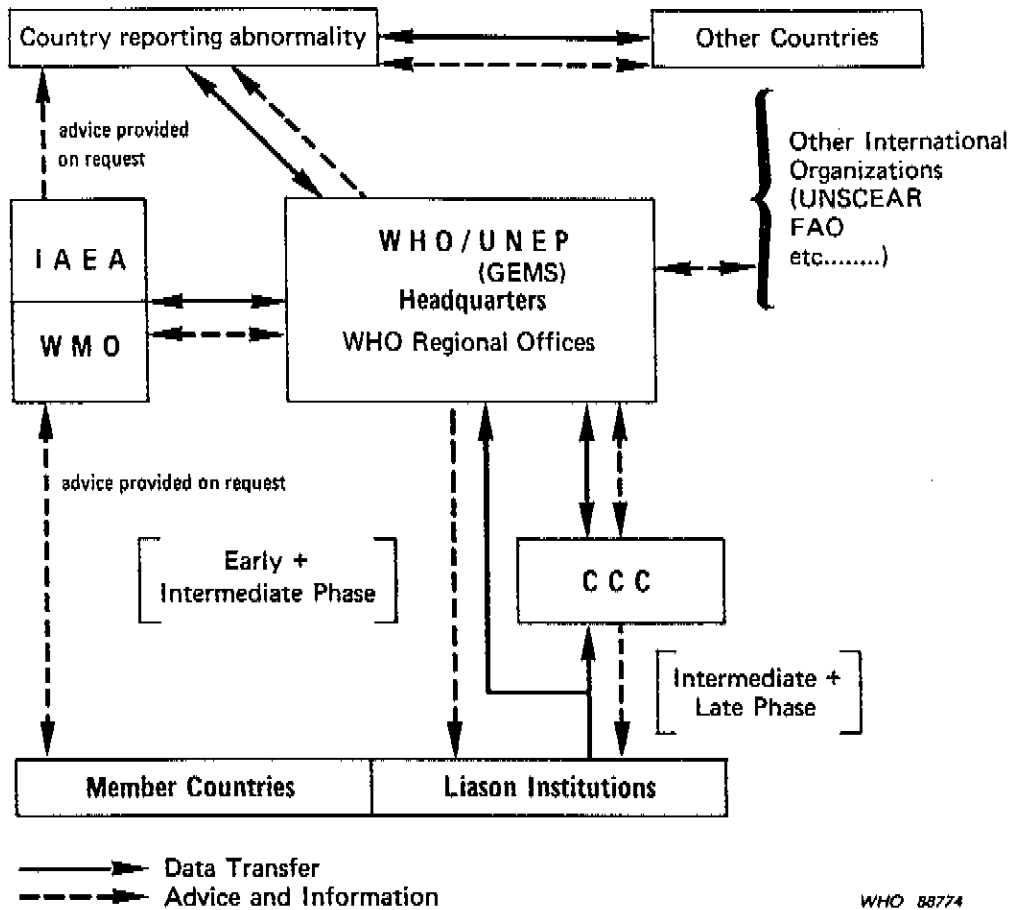 Country reporting abnormality
Other Countries
advice provided
on request
Other International
Organizations
(UNSCEAR
FAO
etc........)
I A E A
W M O
W H O / U N E P
(GEMS)
Headquarters
WHO Regional Offices
advice provided on request
Early +
Intermediate Phase
C C C
Intermediate +
Late Phase
Member Countries
Liason Institutions
Data Transfer
Advice and Information
WHO 88774